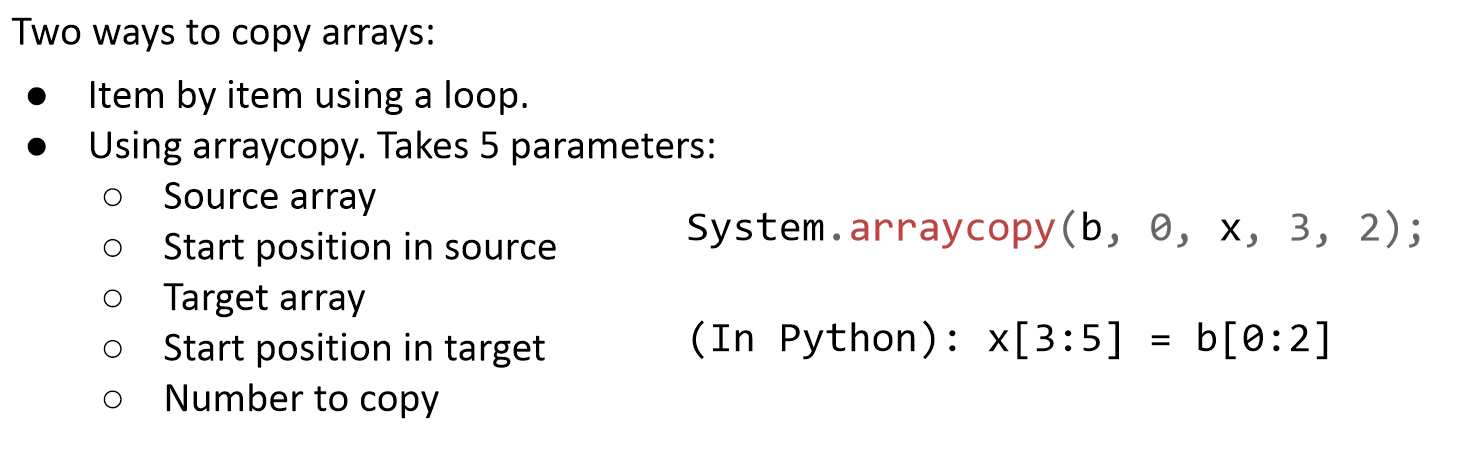 Two ways to copy arrays:
● Item by item using a loop.
● Using arraycopy. Takes 5 parameters:
○ Source array
○ Start position in source
○ Target array
○ Start position in target
○ Number to copy
System.arraycopy(b, 0, x, 3, 2);
(In Python): x[3:5] = b[0:2]